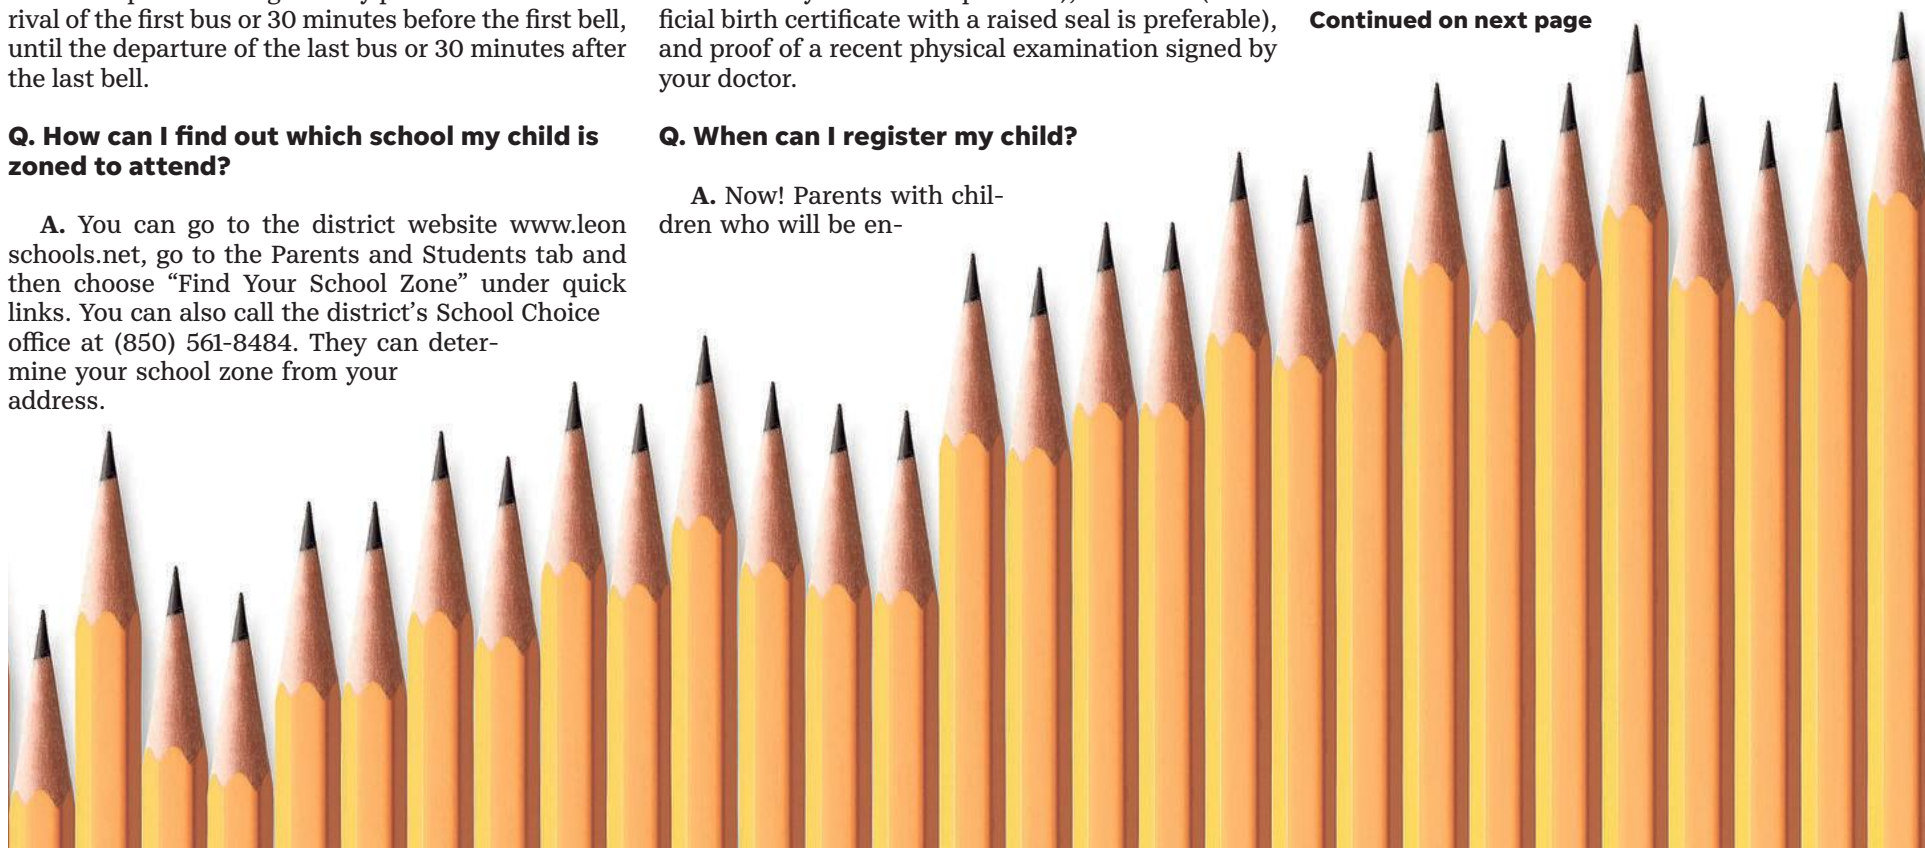 rival of the first bus or 30 minutes before the first bell,
until the departure of the last bus or 30 minutes after
the last bell.
Q. How can I find out which school my child is
zoned to attend?
A. You can go to the district website www.leon
schools.net, go to the Parents and Students tab and
then choose “Find Your School Zone” under quick
links. You can also call the district’s School Choice
office at (850) 561-8484. They can deter-
mine your school zone from your
address.
ficial birth certificate with a raised seal is preferable),
and proof of a recent physical examination signed by
your doctor.
Q. When can I register my child?
A. Now! Parents with chil-
dren who will be en-
Continued on next page